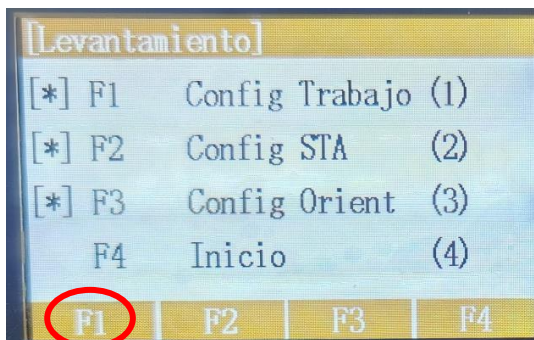 [Levantamiento]
[*] F1 Config Trabajo (1)
[*] F2 Config STA (2)
[*] F3 Config Orient (3)
F4 Inicio (4)
F1 F2 F3 F4